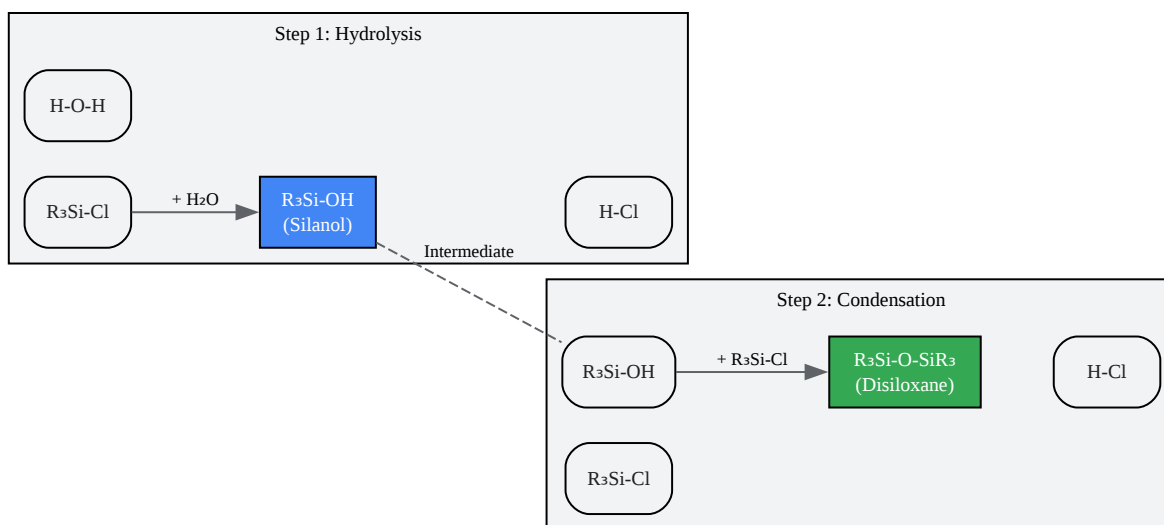 Step 1: Hydrolysis
H-O-H
R₃Si-Cl
+ H₂O
R₃Si-OH
(Silanol)
H-Cl
Intermediate
Step 2: Condensation
R₃Si-OH
+ R₃Si-Cl
R₃Si-O-SiR₃
(Disiloxane)
H-Cl
R₃Si-Cl